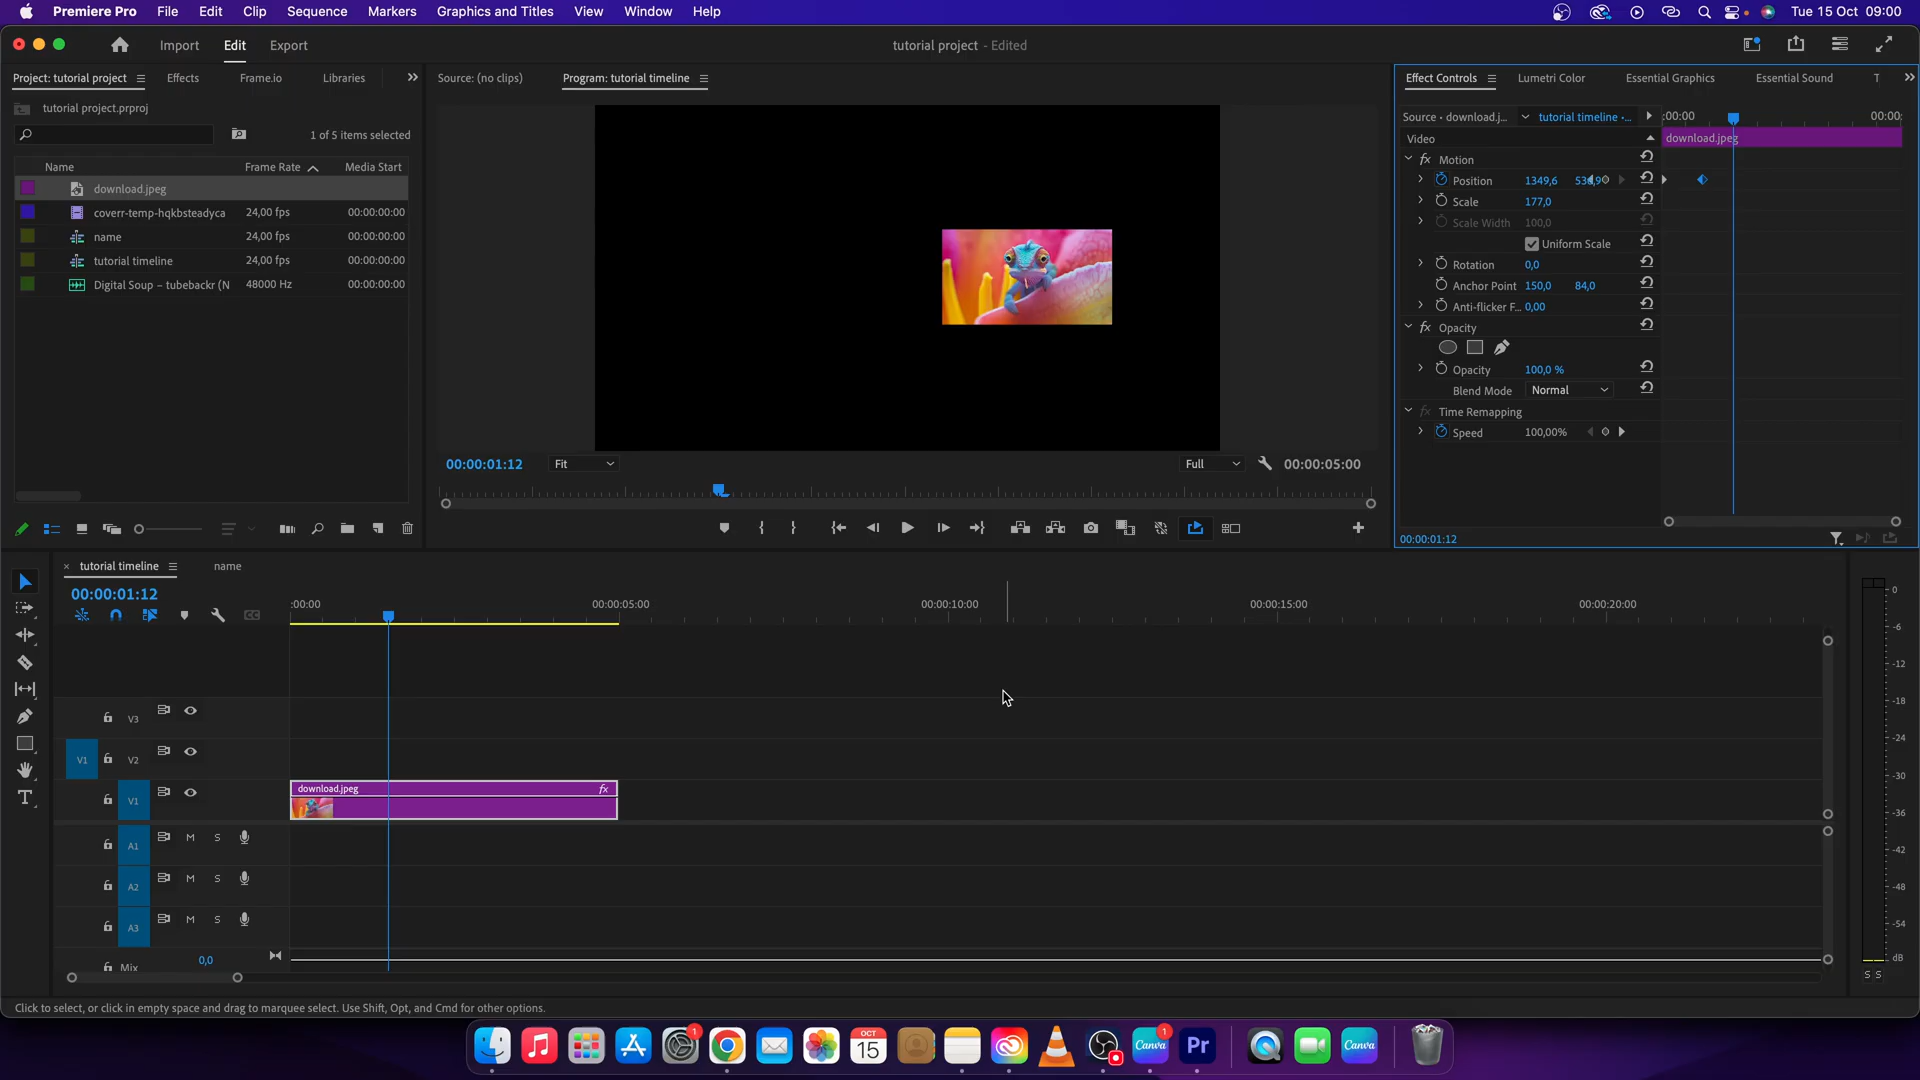 Premiere Pro File Edit Clip Sequence Markers Graphics and Titles View Window Help Tue 15 Oct 09:00
Import Edit Export tutorial project - Edited
Project: tutorial project Effects Frame.io Libraries
tutorial project.prproj
1 of 5 items selected
Name Frame Rate Media Start
download.jpeg
coverr-temp-hqkbsteadyca 24,00 fps 00:00:00:00
name 24,00 fps 00:00:00:00
tutorial timeline 24,00 fps 00:00:00:00
Digital Soup – tubebackr (N 48000 Hz 00:00:00:00
Source: (no clips) Program: tutorial timeline
00:00:01:12 Fit Full 00:00:05:00
Effect Controls Lumetri Color Essential Graphics Essential Sound T
Source • download.j... tutorial timeline •... :00:00 00:00:
Video download.jpeg
fx Motion
Position 1349,6
Scale 177,0
Scale Width 100,0
Uniform Scale
Rotation 0,0
Anchor Point 150,0 84,0
Anti-flicker F... 0,00
fx Opacity
Opacity 100,0 %
Blend Mode Normal
fx Time Remapping
Speed 100,00%
00:00:01:12
tutorial timeline name
00:00:01:12
:00:00 00:00:05:00 00:00:10:00 00:00:15:00 00:00:20:00
CC
V3
V1 V2
V1 download.jpeg fx
A1 M S
A2 M S
A3 M S
Mix 0,0
0
-6
-12
-18
-24
-30
-36
-42
-48
-54
dB
S S
Click to select, or click in empty space and drag to marquee select. Use Shift, Opt, and Cmd for other options.
1
OCT
15
Canva
1
Pr
Canva